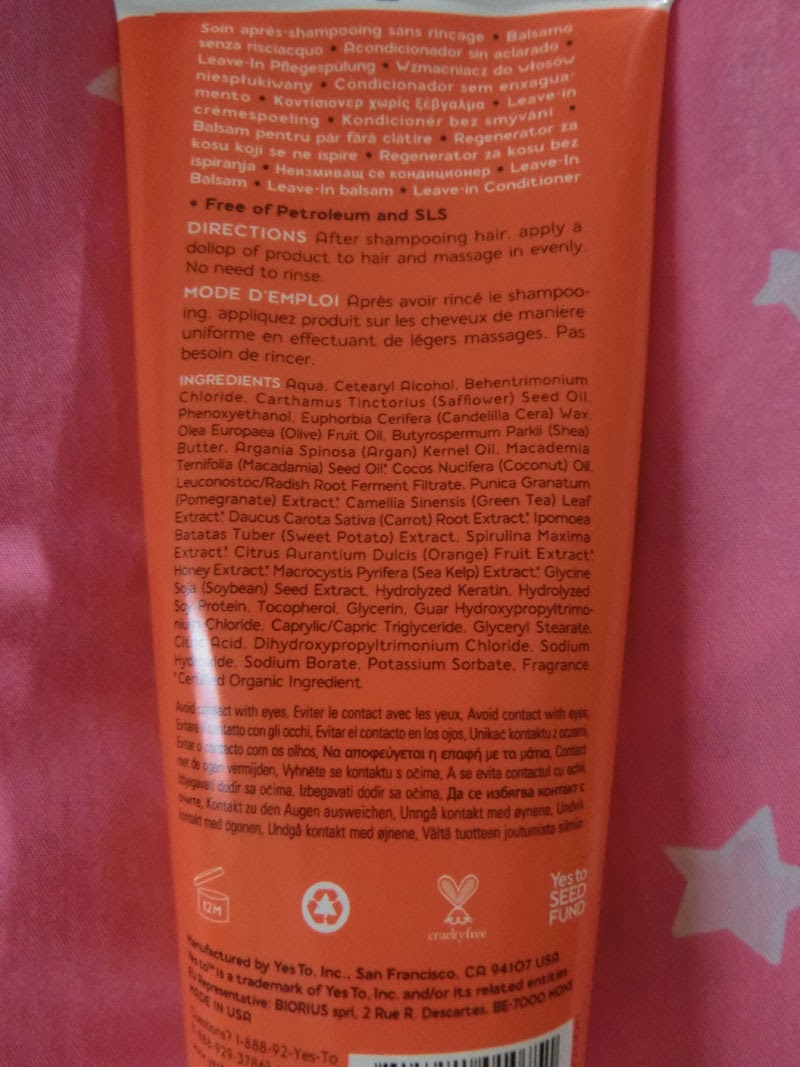 Soin après-shampooing sans rinçage • Balsamo
senza risciacquo • Acondicionador sin aclarado •
Leave-In Pflegespülung • Wzmacniacz do włosów
niespłukiwany • Condicionador sem enxagua-
mento • Κοντίσιονερ χωρίς ξέβγαλμα • Leave-in
crèmespoeling • Kondicionér bez smývání •
Balsam pentru păr fără clătire • Regenerator za
kosu koji se ne ispire • Regenerator za kosu bez
ispiranja • Неизмиващ се кондиционер • Leave-In
Balsam • Leave-In balsam • Leave-in Conditioner
• Free of Petroleum and SLS
DIRECTIONS After shampooing hair, apply a
dollop of product to hair and massage in evenly.
No need to rinse.
MODE D'EMPLOI Après avoir rincé le shampoo-
ing, appliquez produit sur les cheveux de manière
uniforme en effectuant de légers massages. Pas
besoin de rincer.
INGREDIENTS Aqua, Cetearyl Alcohol, Behentrimonium
Chloride, Carthamus Tinctorius (Safflower) Seed Oil,
Phenoxyethanol, Euphorbia Cerifera (Candelilla Cera) Wax,
Olea Europaea (Olive) Fruit Oil, Butyrospermum Parkii (Shea)
Butter, Argania Spinosa (Argan) Kernel Oil, Macademia
Ternifolia (Macadamia) Seed Oil,* Cocos Nucifera (Coconut) Oil,
Leuconostoc/Radish Root Ferment Filtrate, Punica Granatum
(Pomegranate) Extract,* Camellia Sinensis (Green Tea) Leaf
Extract,* Daucus Carota Sativa (Carrot) Root Extract,* Ipomoea
Batatas Tuber (Sweet Potato) Extract, Spirulina Maxima
Extract,* Citrus Aurantium Dulcis (Orange) Fruit Extract,*
Honey Extract,* Macrocystis Pyrifera (Sea Kelp) Extract,* Glycine
Soja (Soybean) Seed Extract, Hydrolyzed Keratin, Hydrolyzed
Soy Protein, Tocopherol, Glycerin, Guar Hydroxypropyltrimo-
nium Chloride, Caprylic/Capric Triglyceride, Glyceryl Stearate,
Citric Acid, Dihydroxypropyltrimonium Chloride, Sodium
Hydroxide, Sodium Borate, Potassium Sorbate, Fragrance.
*Certified Organic Ingredient
Avoid contact with eyes, Eviter le contact avec les yeux, Avoid contact with eyes,
Evitare il contatto con gli occhi, Evitar el contacto en los ojos, Unikać kontaktu z oczami,
Evitar o contacto com os olhos, Να αποφεύγεται η επαφή με τα μάτια, Contact
met de ogen vermijden, Vyhněte se kontaktu s očima, A se evita contactul cu ochii,
Izbjegavati dodir sa očima, Izbegavati dodir sa očima, Да се избягва контакт с
очите, Kontakt zu den Augen ausweichen, Unngå kontakt med øynene, Undvik
kontakt med ögonen, Undgå kontakt med øjnene, Vältä tuotteen joutumista silmiin
12M
crueltyfree
Yes to
SEED
FUND
Manufactured by Yes To, Inc., San Francisco, CA 94107 USA
Yes to™ is a trademark of Yes To, Inc. and/or its related entities
EU Representative: BIORIUS sprl, 2 Rue R. Descartes, BE-7000 MONS
MADE IN USA
Questions? 1-888-92-Yes-To